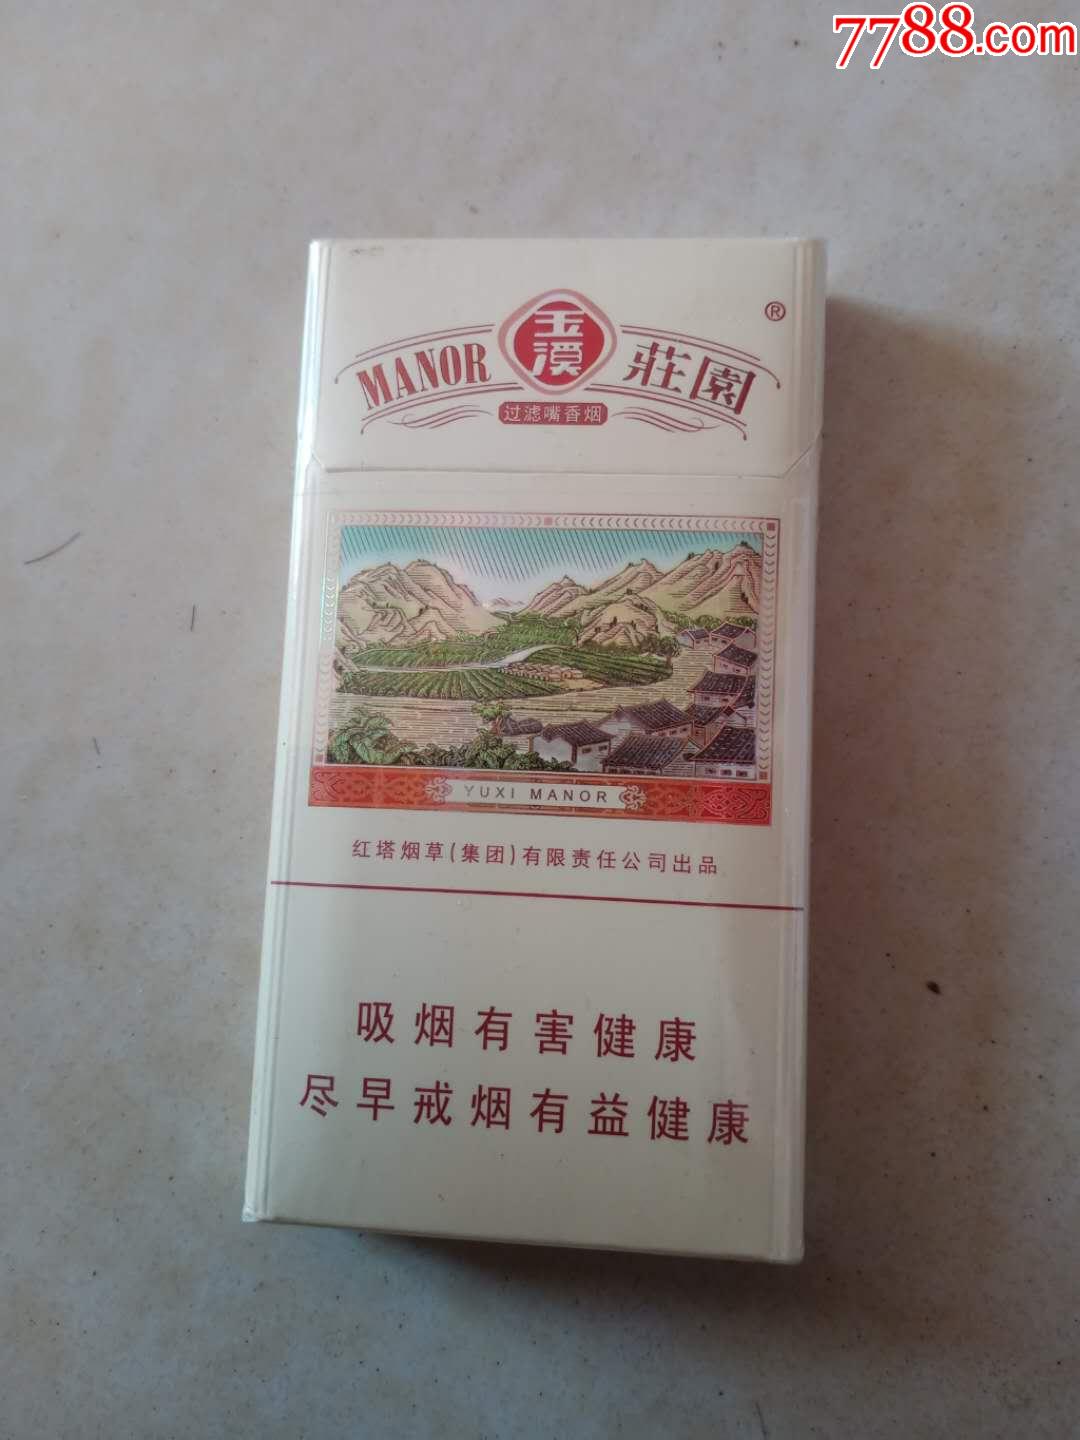 7788.com
玉溪
®
MANOR 莊園
过滤嘴香烟
YUXI MANOR
红塔烟草(集团)有限责任公司出品
吸烟有害健康
尽早戒烟有益健康